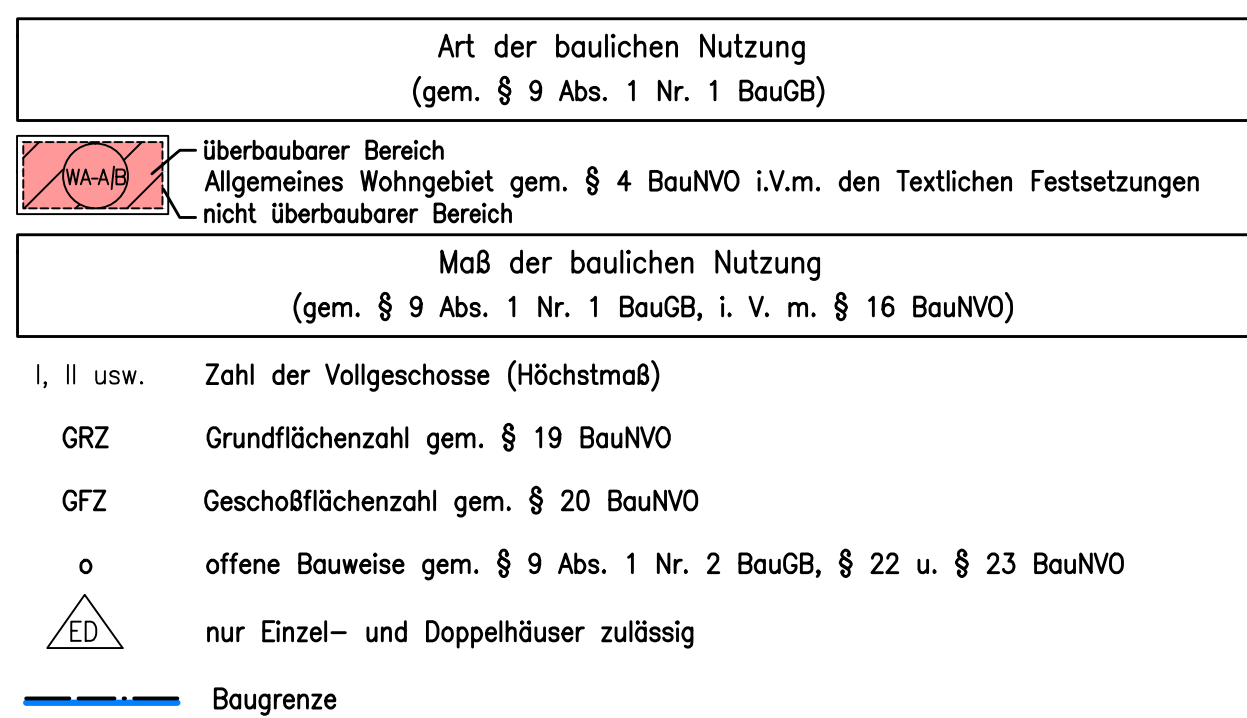 Art der baulichen Nutzung
(gem. § 9 Abs. 1 Nr. 1 BauGB)
überbaubarer Bereich
WA-A/B Allgemeines Wohngebiet gem. § 4 BauNVO i.V.m. den Textlichen Festsetzungen
nicht überbaubarer Bereich
Maß der baulichen Nutzung
(gem. § 9 Abs. 1 Nr. 1 BauGB, i. V. m. § 16 BauNVO)
I, II usw. Zahl der Vollgeschosse (Höchstmaß)
GRZ Grundflächenzahl gem. § 19 BauNVO
GFZ Geschoßflächenzahl gem. § 20 BauNVO
o offene Bauweise gem. § 9 Abs. 1 Nr. 2 BauGB, § 22 u. § 23 BauNVO
ED nur Einzel- und Doppelhäuser zulässig
Baugrenze